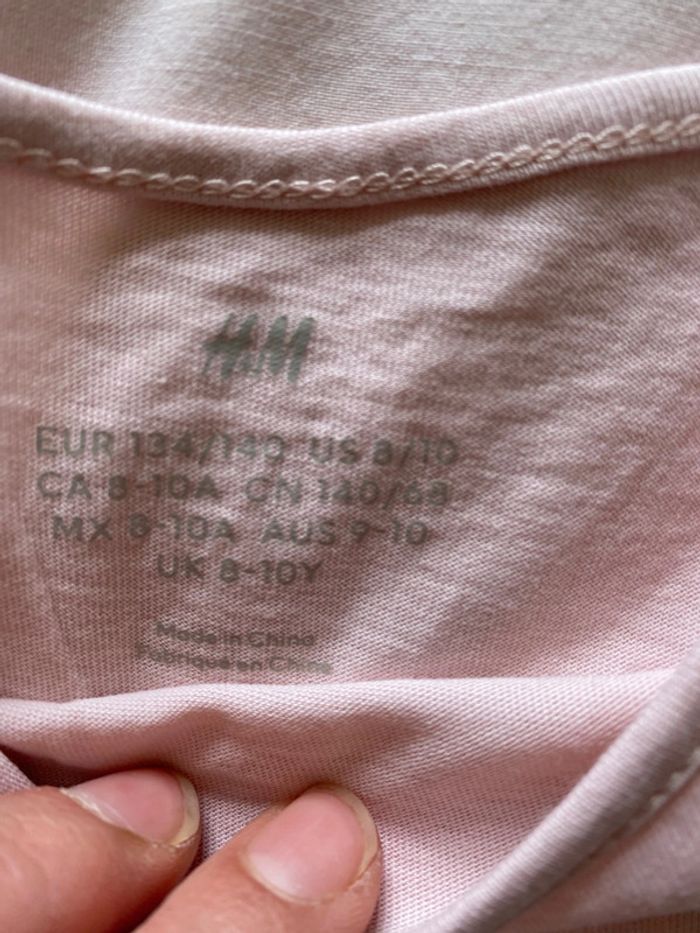 H&M
EUR 134/140 US 8/10
CA 8-10A CN 140/68
MX 8-10A AUS 9-10
UK 8-10Y
Made in China
Fabriqué en Chine